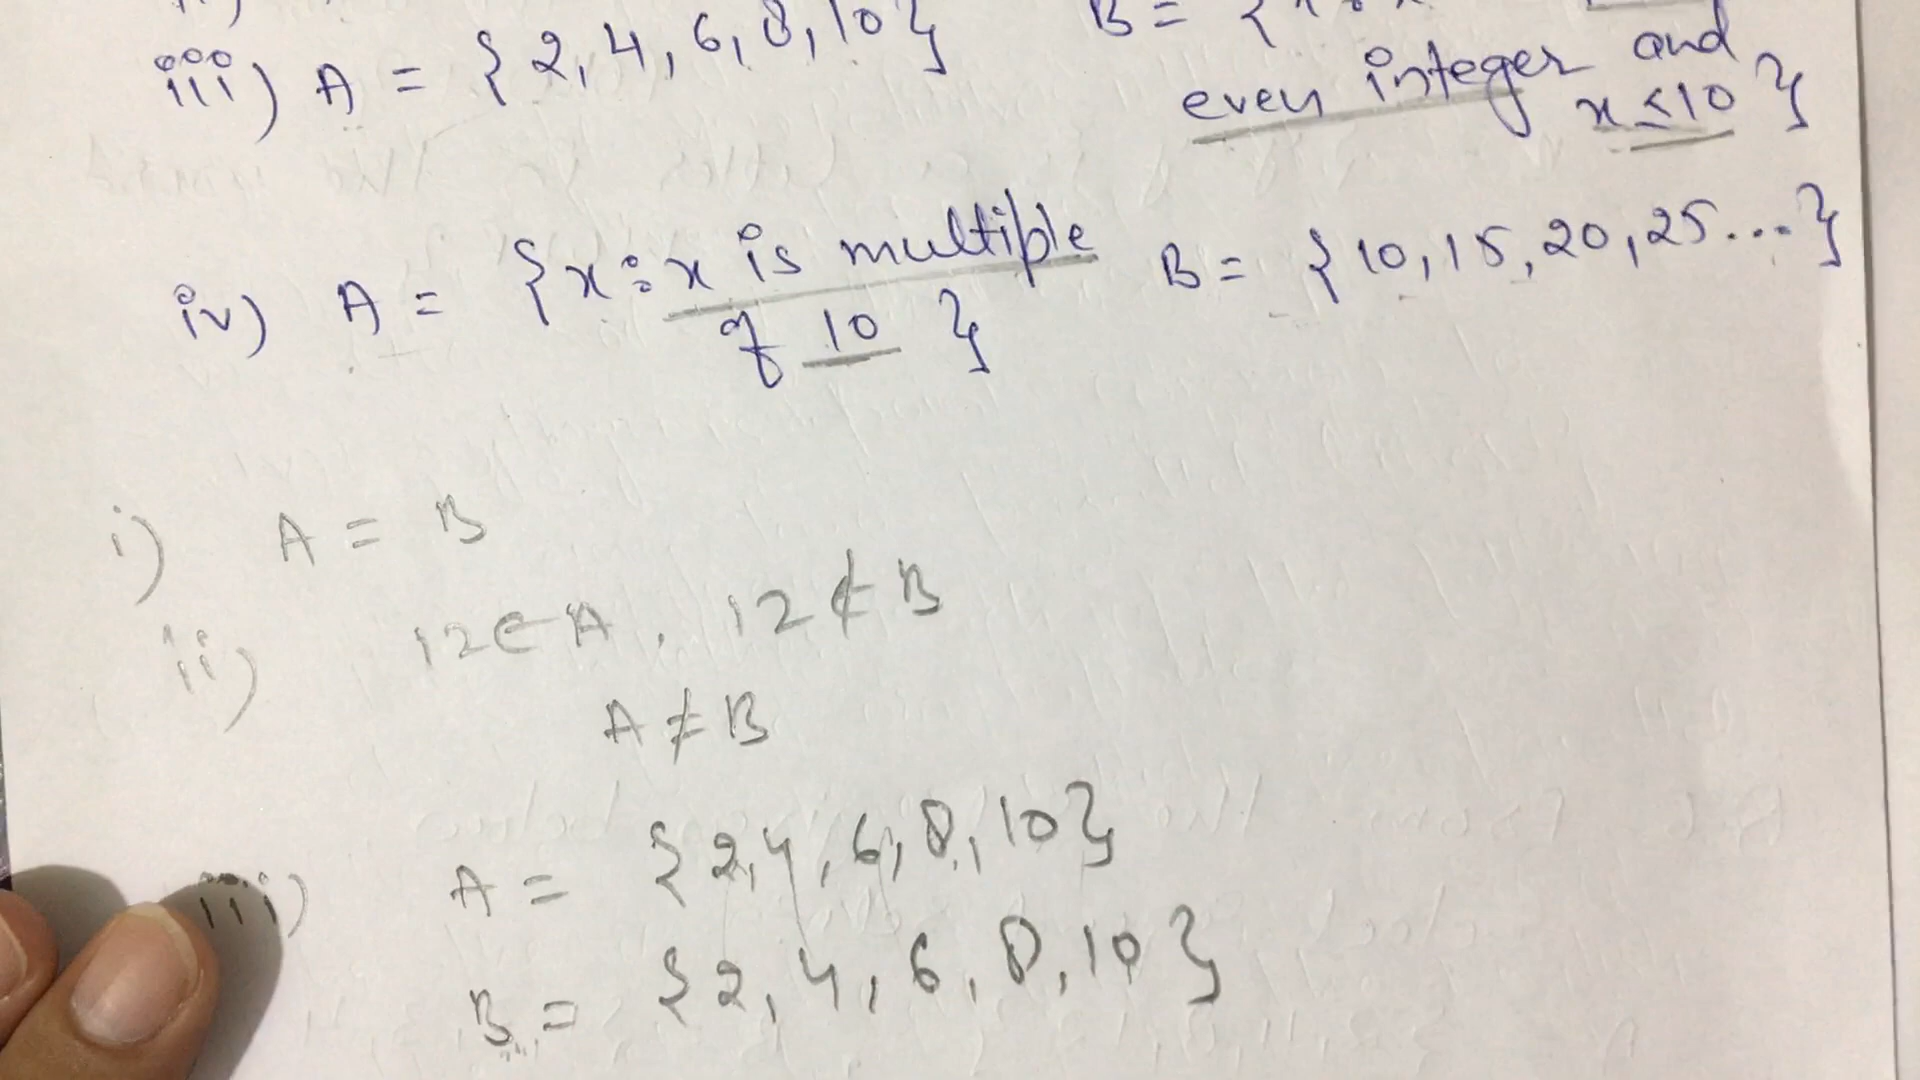 iii) A = {2, 4, 6, 8, 10} B = {x : x
even integer and
x ≤ 10}
iv) A = {x : x is multiple B = {10, 15, 20, 25...}
of 10}
i) A = B
ii) 12 ∈ A, 12 ∉ B
A ≠ B
iii) A = {2, 4, 6, 8, 10}
B = {2, 4, 6, 8, 10}